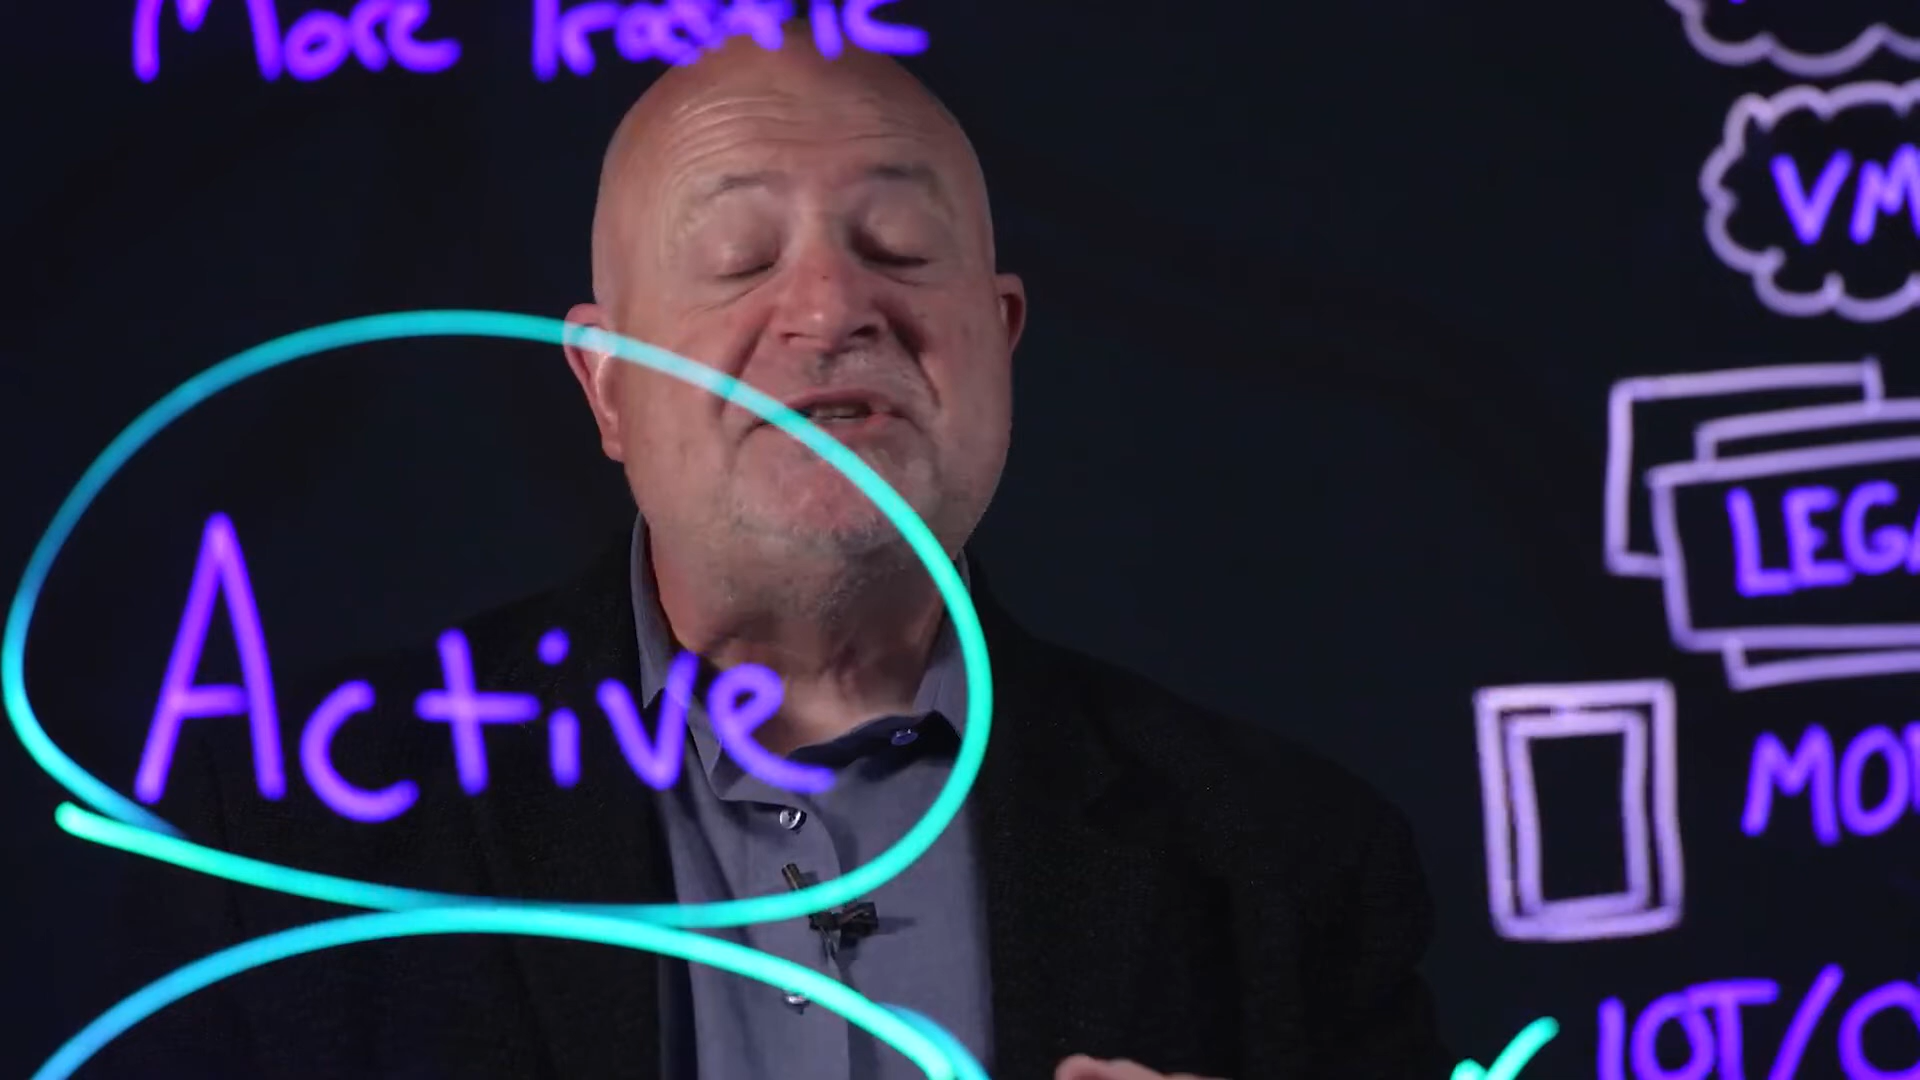 More Traffic
VM
LEGA
Active
MO
IOT/O